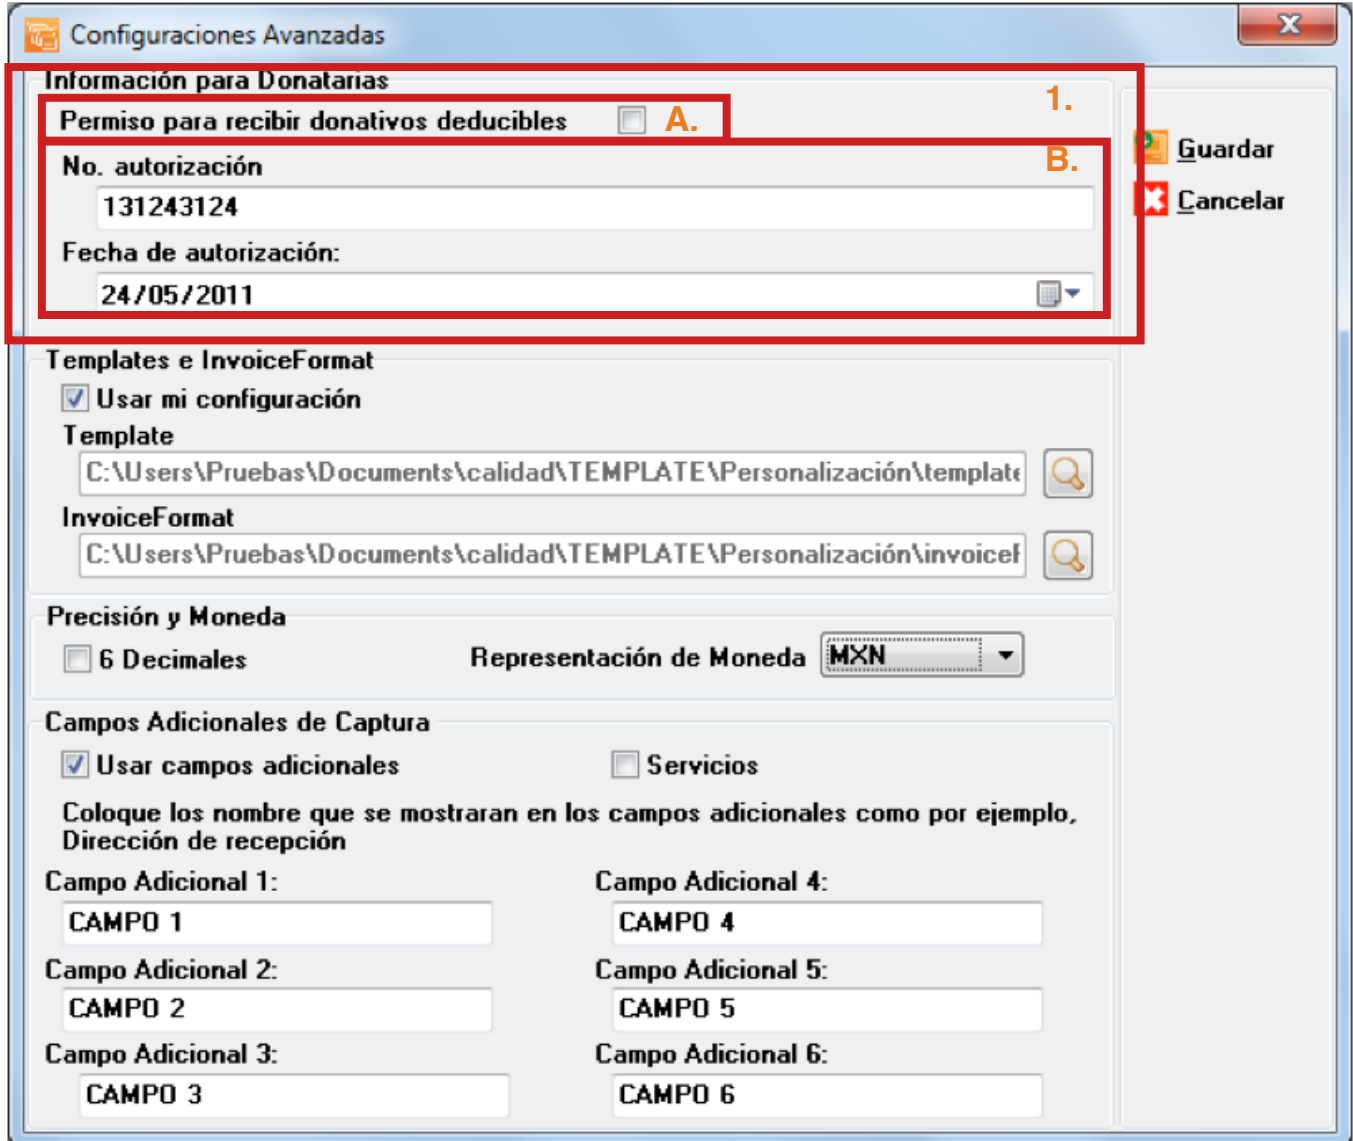 Configuraciones Avanzadas
x
Información para Donatarias
1.
Permiso para recibir donativos deducibles A.
B.
No. autorización
131243124
Fecha de autorización:
24/05/2011
Guardar
Cancelar
Templates e InvoiceFormat
Usar mi configuración
Template
C:\Users\Pruebas\Documents\calidad\TEMPLATE\Personalización\template
InvoiceFormat
C:\Users\Pruebas\Documents\calidad\TEMPLATE\Personalización\invoiceF
Precisión y Moneda
6 Decimales Representación de Moneda MXN
Campos Adicionales de Captura
Usar campos adicionales Servicios
Coloque los nombre que se mostraran en los campos adicionales como por ejemplo,
Dirección de recepción
Campo Adicional 1: Campo Adicional 4:
CAMPO 1 CAMPO 4
Campo Adicional 2: Campo Adicional 5:
CAMPO 2 CAMPO 5
Campo Adicional 3: Campo Adicional 6:
CAMPO 3 CAMPO 6